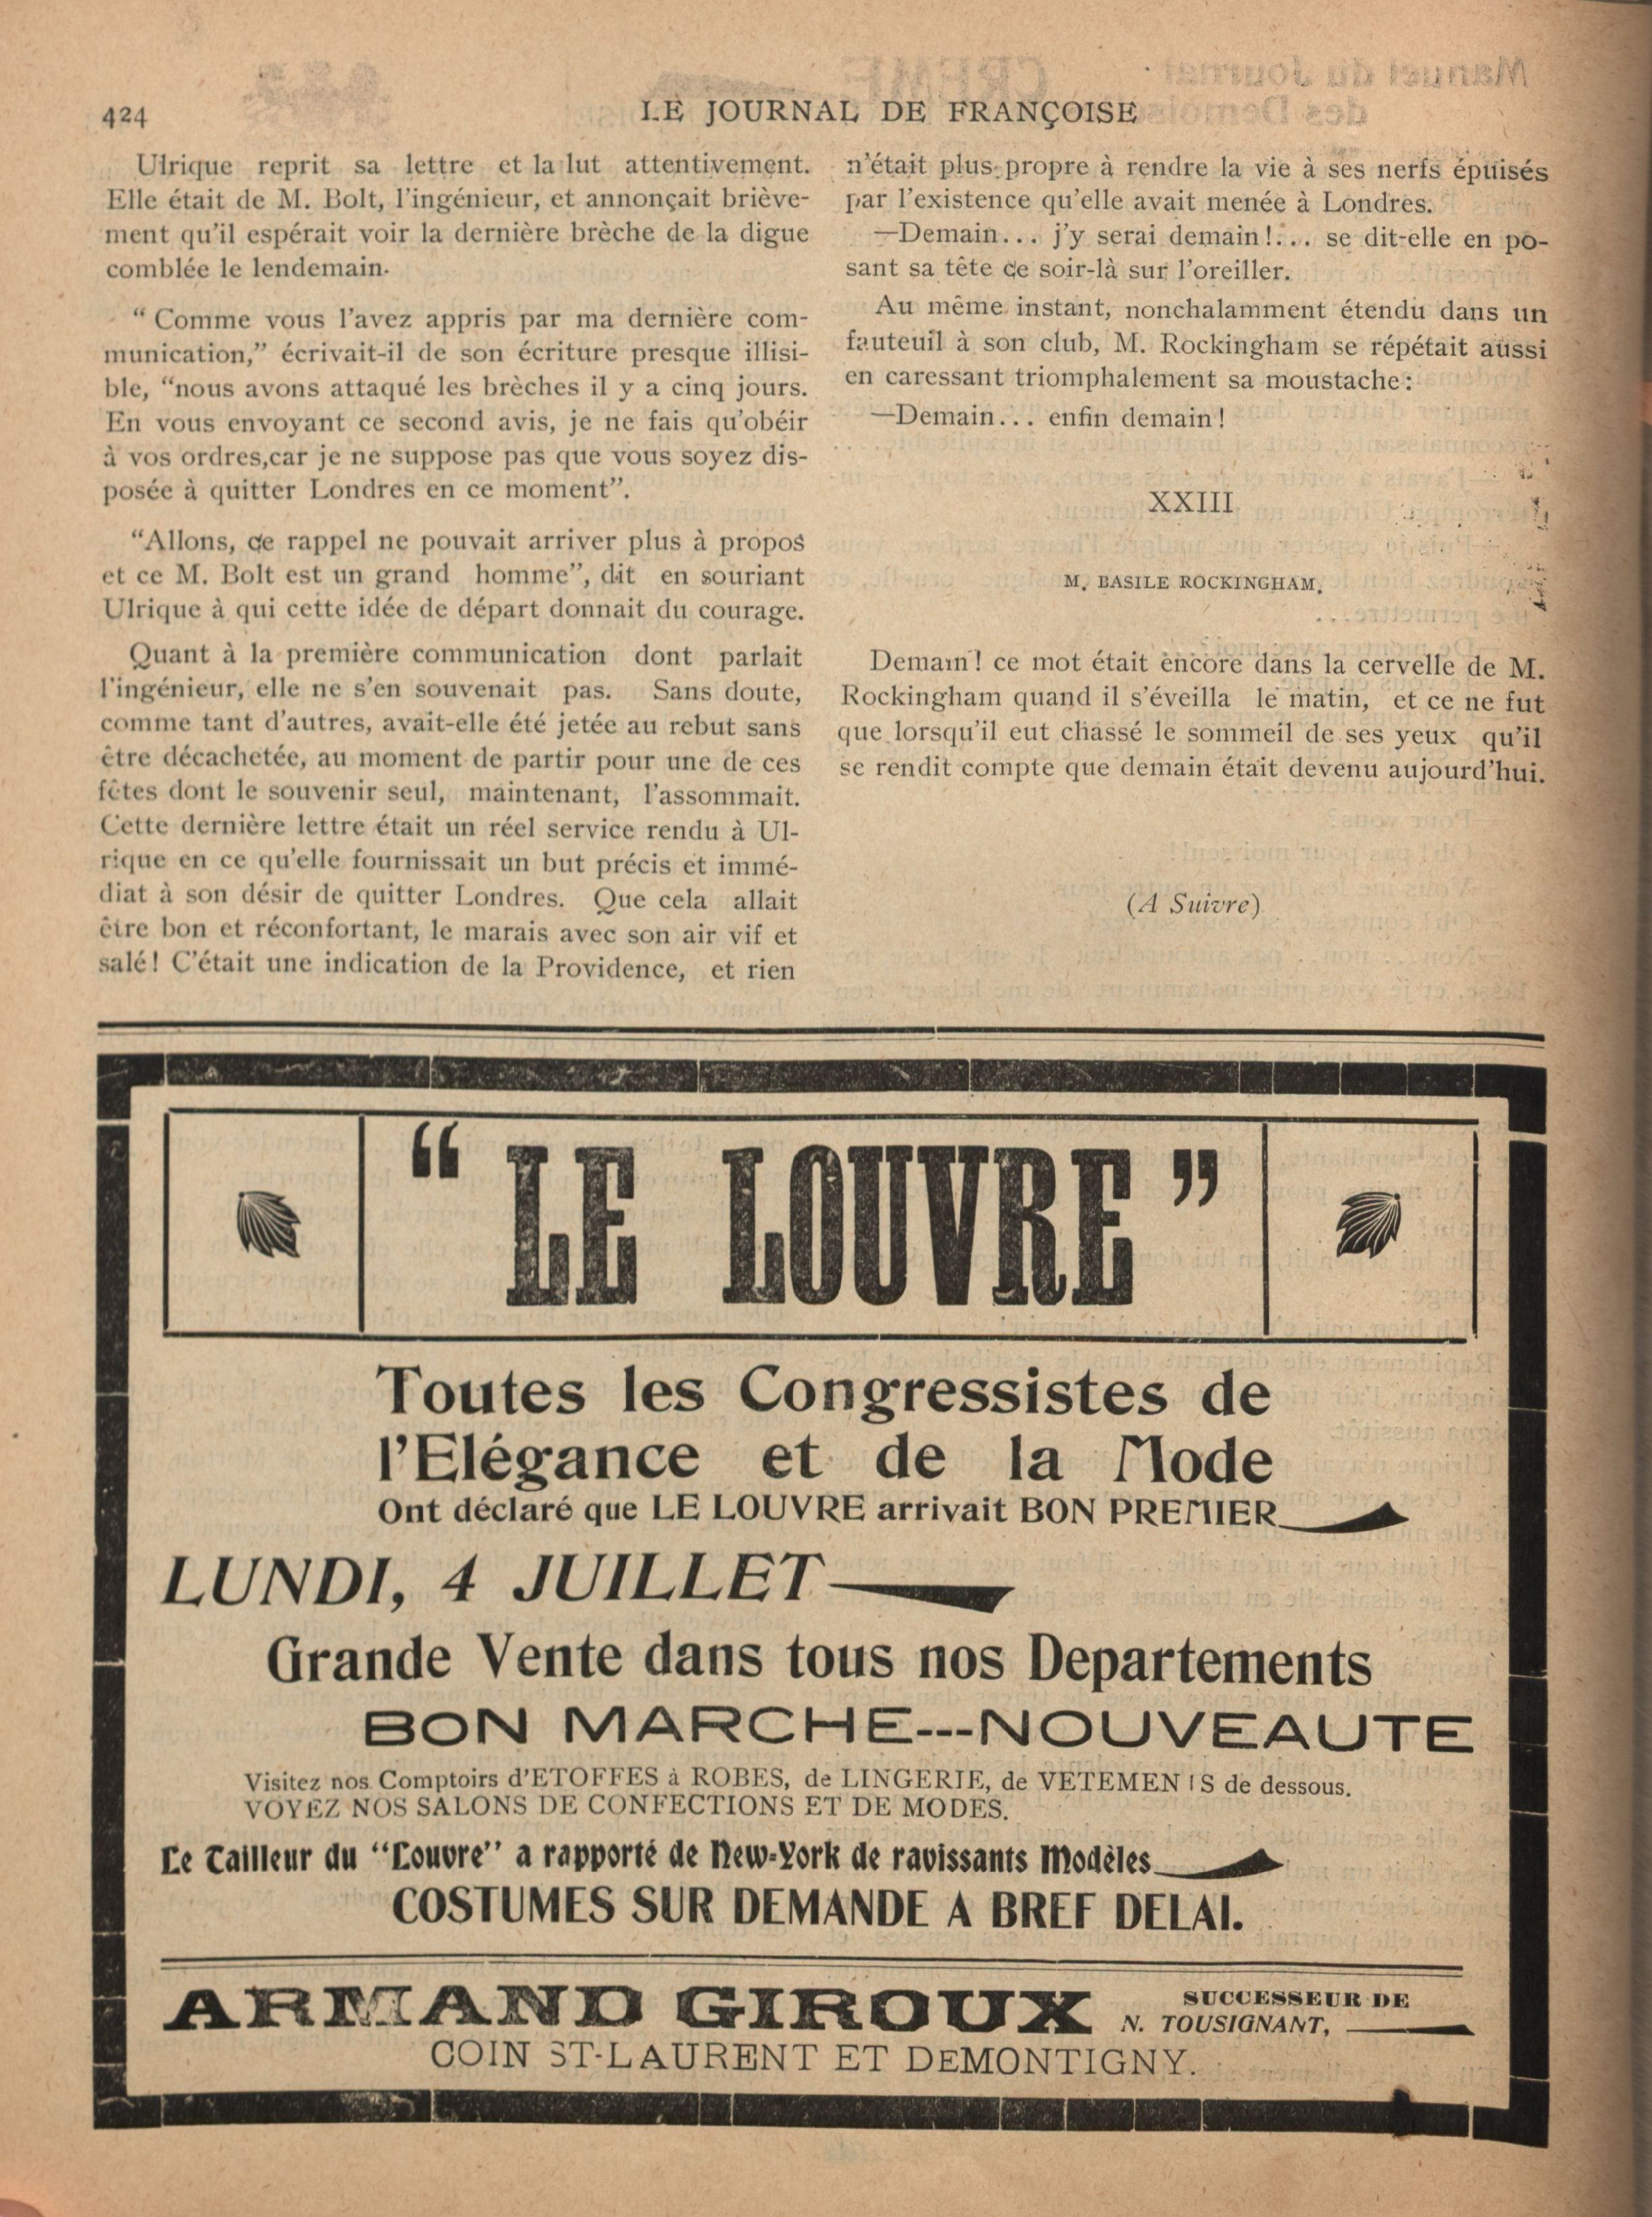 424
LE JOURNAL DE FRANÇOISE
Ulrique reprit sa lettre et la lut attentivement.
Elle était de M. Bolt, l'ingénieur, et annonçait briève-
ment qu'il espérait voir la dernière brèche de la digue
comblée le lendemain.
“ Comme vous l'avez appris par ma dernière com-
munication,” écrivait-il de son écriture presque illisi-
ble, “nous avons attaqué les brèches il y a cinq jours.
En vous envoyant ce second avis, je ne fais qu'obéir
à vos ordres,car je ne suppose pas que vous soyez dis-
posée à quitter Londres en ce moment”.
“Allons, ce rappel ne pouvait arriver plus à propos
et ce M. Bolt est un grand homme”, dit en souriant
Ulrique à qui cette idée de départ donnait du courage.
Quant à la première communication dont parlait
l'ingénieur, elle ne s'en souvenait pas. Sans doute,
comme tant d'autres, avait-elle été jetée au rebut sans
être décachetée, au moment de partir pour une de ces
fêtes dont le souvenir seul, maintenant, l'assommait.
Cette dernière lettre était un réel service rendu à Ul-
rique en ce qu'elle fournissait un but précis et immé-
diat à son désir de quitter Londres. Que cela allait
être bon et réconfortant, le marais avec son air vif et
salé! C'était une indication de la Providence, et rien
n'était plus propre à rendre la vie à ses nerfs épuisés
par l'existence qu'elle avait menée à Londres.
—Demain... j'y serai demain!... se dit-elle en po-
sant sa tête ce soir-là sur l'oreiller.
Au même instant, nonchalamment étendu dans un
fauteuil à son club, M. Rockingham se répétait aussi
en caressant triomphalement sa moustache:
—Demain... enfin demain!
XXIII
M. BASILE ROCKINGHAM.
Demain! ce mot était encore dans la cervelle de M.
Rockingham quand il s'éveilla le matin, et ce ne fut
que lorsqu'il eut chassé le sommeil de ses yeux qu'il
se rendit compte que demain était devenu aujourd'hui.
(A Suivre)
“LE LOUVRE”
Toutes les Congressistes de
l'Elégance et de la Mode
Ont déclaré que LE LOUVRE arrivait BON PREMIER
LUNDI, 4 JUILLET
Grande Vente dans tous nos Departements
BON MARCHE---NOUVEAUTE
Visitez nos Comptoirs d'ETOFFES à ROBES, de LINGERIE, de VETEMENTS de dessous.
VOYEZ NOS SALONS DE CONFECTIONS ET DE MODES.
Le Tailleur du “Louvre” a rapporté de New-York de ravissants Modèles
COSTUMES SUR DEMANDE A BREF DELAI.
ARMAND GIROUX
SUCCESSEUR DE
N. TOUSIGNANT,
COIN ST-LAURENT ET DEMONTIGNY.